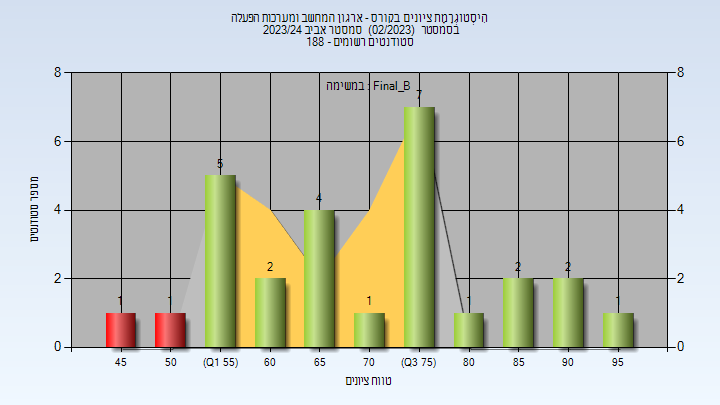 היסטוגרמת ציונים בקורס - ארגון המחשב ומערכות הפעלה
בסמסטר (02/2023) סמסטר אביב 2023/24
סטודנטים רשומים - 188
במשימה : Final_B
מספר סטודנטים
8 8
6 6
4 4
2 2
0 0
1 1 5 2 4 1 7 1 2 2 1
45 50 (Q1 55) 60 65 70 (Q3 75) 80 85 90 95
טווח ציונים